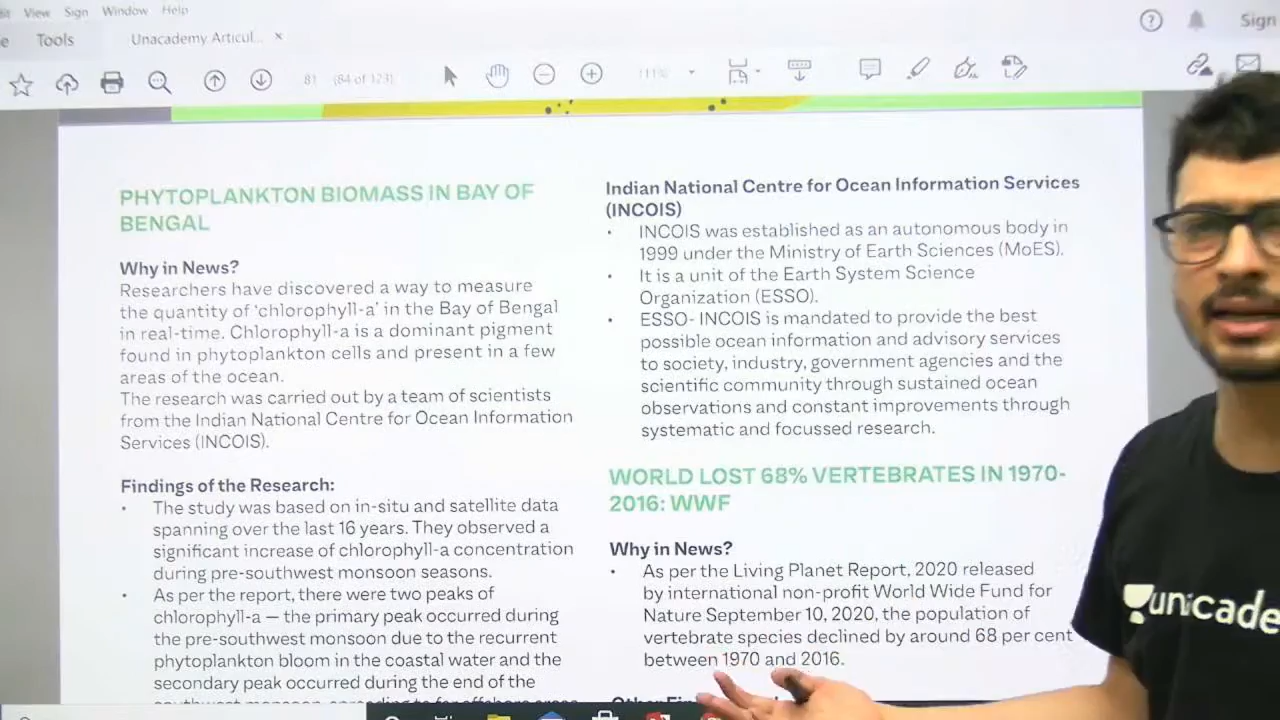 View Sign Window Help
Tools
Unacademy Articul... ×
Sign
81 (84 of 123)
111%
PHYTOPLANKTON BIOMASS IN BAY OF
BENGAL
Why in News?
Researchers have discovered a way to measure
the quantity of ‘chlorophyll-a’ in the Bay of Bengal
in real-time. Chlorophyll-a is a dominant pigment
found in phytoplankton cells and present in a few
areas of the ocean.
The research was carried out by a team of scientists
from the Indian National Centre for Ocean Information
Services (INCOIS).
Findings of the Research:
• The study was based on in-situ and satellite data
spanning over the last 16 years. They observed a
significant increase of chlorophyll-a concentration
during pre-southwest monsoon seasons.
• As per the report, there were two peaks of
chlorophyll-a — the primary peak occurred during
the pre-southwest monsoon due to the recurrent
phytoplankton bloom in the coastal water and the
secondary peak occurred during the end of the
Indian National Centre for Ocean Information Services
(INCOIS)
• INCOIS was established as an autonomous body in
1999 under the Ministry of Earth Sciences (MoES).
• It is a unit of the Earth System Science
Organization (ESSO).
• ESSO- INCOIS is mandated to provide the best
possible ocean information and advisory services
to society, industry, government agencies and the
scientific community through sustained ocean
observations and constant improvements through
systematic and focussed research.
WORLD LOST 68% VERTEBRATES IN 1970-
2016: WWF
Why in News?
• As per the Living Planet Report, 2020 released
by international non-profit World Wide Fund for
Nature September 10, 2020, the population of
vertebrate species declined by around 68 per cent
between 1970 and 2016.
unacade